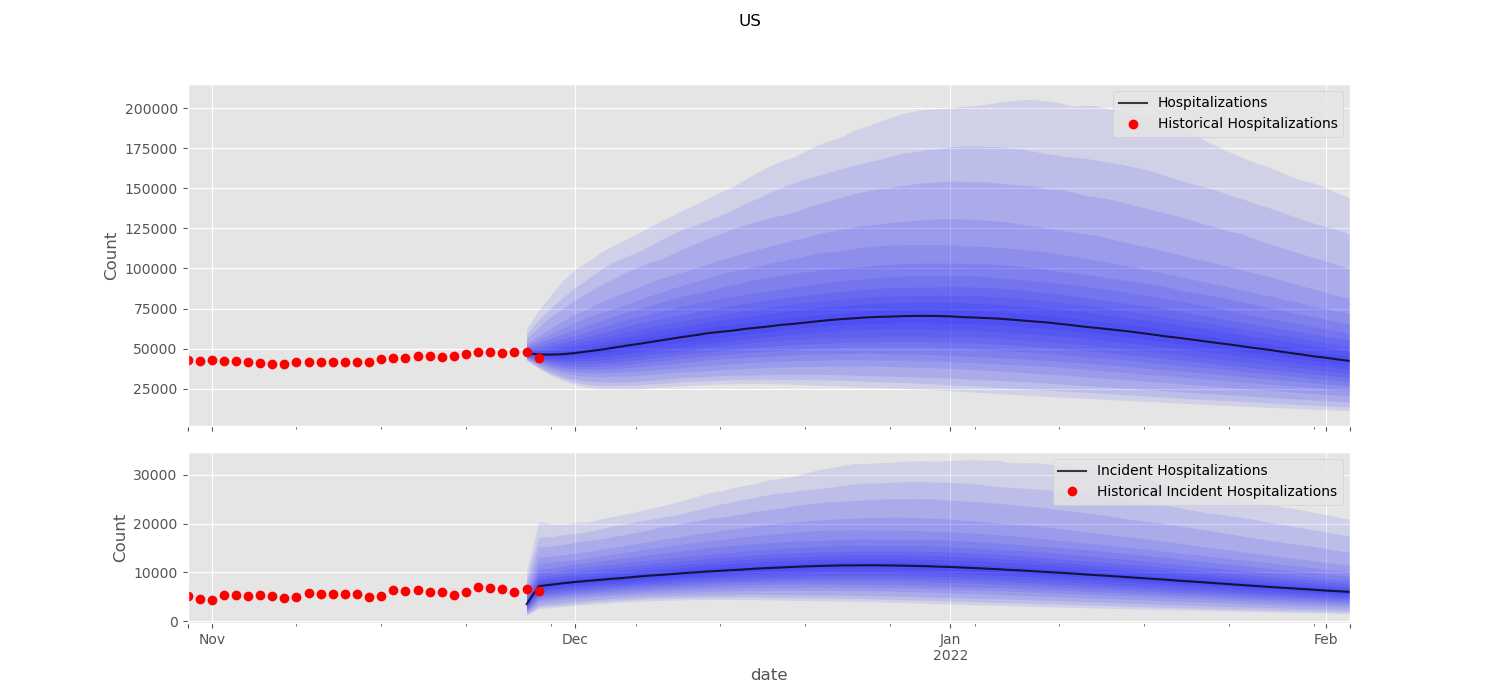 US
200000
175000
150000
125000
100000
75000
50000
25000
Count
Hospitalizations
Historical Hospitalizations
30000
20000
10000
0
Count
Incident Hospitalizations
Historical Incident Hospitalizations
Nov
Dec
Jan
2022
Feb
date